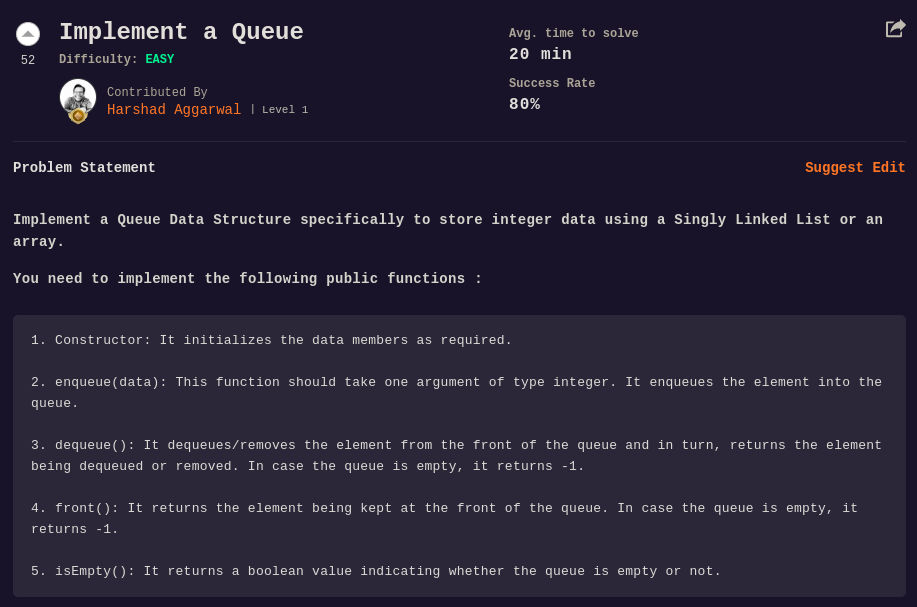 Implement a Queue
52
Difficulty: EASY
Contributed By
Harshad Aggarwal | Level 1
Avg. time to solve
20 min
Success Rate
80%
Problem Statement
Suggest Edit
Implement a Queue Data Structure specifically to store integer data using a Singly Linked List or an
array.
You need to implement the following public functions :
1. Constructor: It initializes the data members as required.
2. enqueue(data): This function should take one argument of type integer. It enqueues the element into the
queue.
3. dequeue(): It dequeues/removes the element from the front of the queue and in turn, returns the element
being dequeued or removed. In case the queue is empty, it returns -1.
4. front(): It returns the element being kept at the front of the queue. In case the queue is empty, it
returns -1.
5. isEmpty(): It returns a boolean value indicating whether the queue is empty or not.